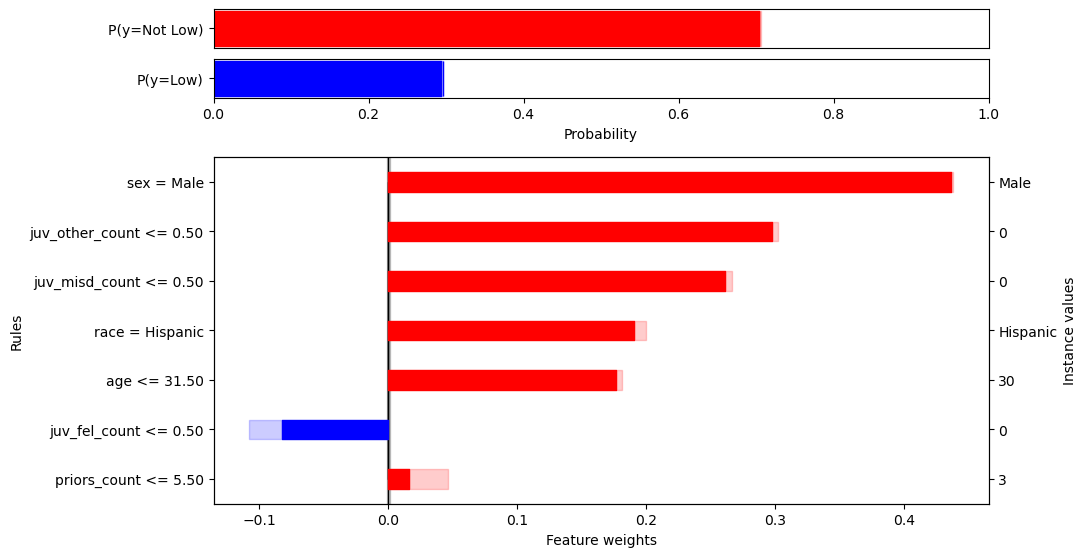 P(y=Not Low)
P(y=Low)
0.0 0.2 0.4 0.6 0.8 1.0
Probability
Rules
sex = Male Male
juv_other_count <= 0.50 0
juv_misd_count <= 0.50 0
race = Hispanic Hispanic
age <= 31.50 30
juv_fel_count <= 0.50 0
priors_count <= 5.50 3
Instance values
−0.1 0.0 0.1 0.2 0.3 0.4
Feature weights